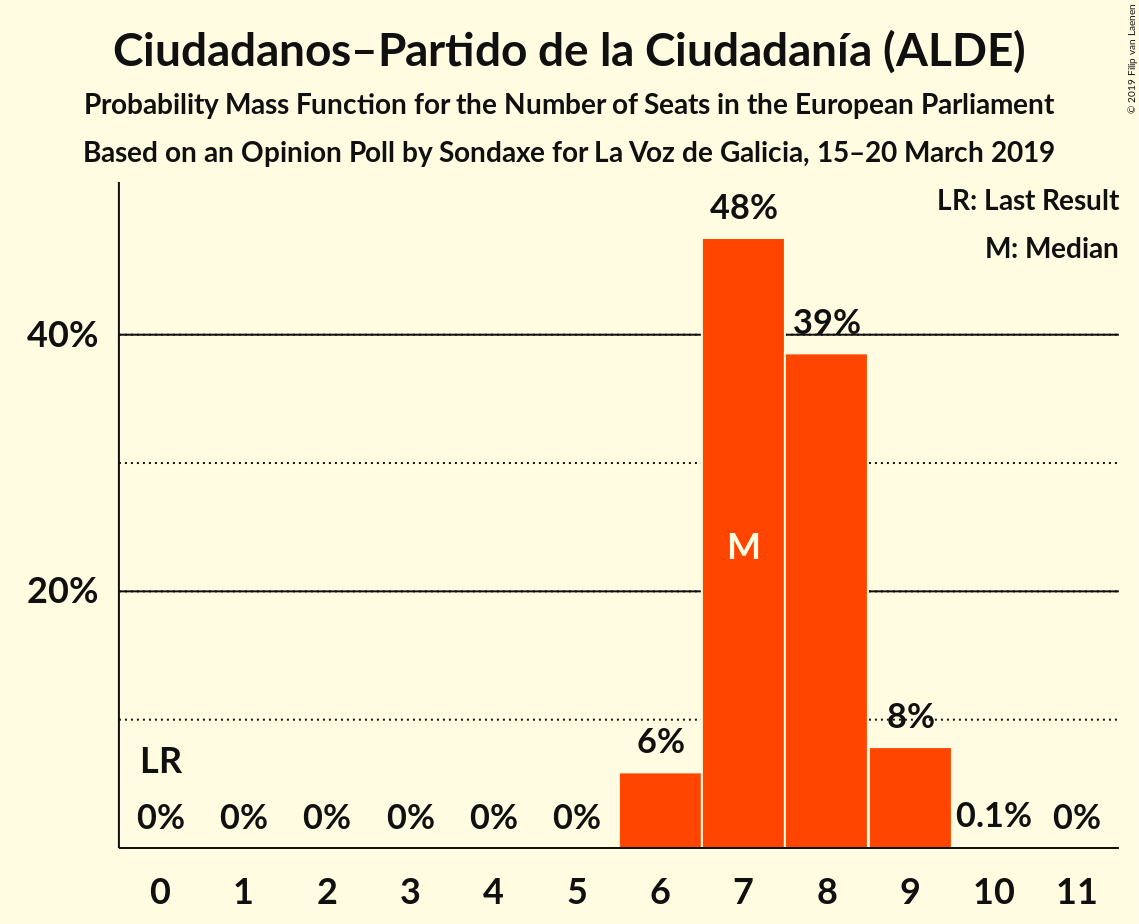 Ciudadanos–Partido de la Ciudadanía (ALDE)
Probability Mass Function for the Number of Seats in the European Parliament
Based on an Opinion Poll by Sondaxe for La Voz de Galicia, 15–20 March 2019
© 2019 Filip van Laenen
LR: Last Result
M: Median
48%
39%
40%
M
20%
8%
6%
LR
0% 0% 0% 0% 0% 0% 0.1% 0%
0 1 2 3 4 5 6 7 8 9 10 11